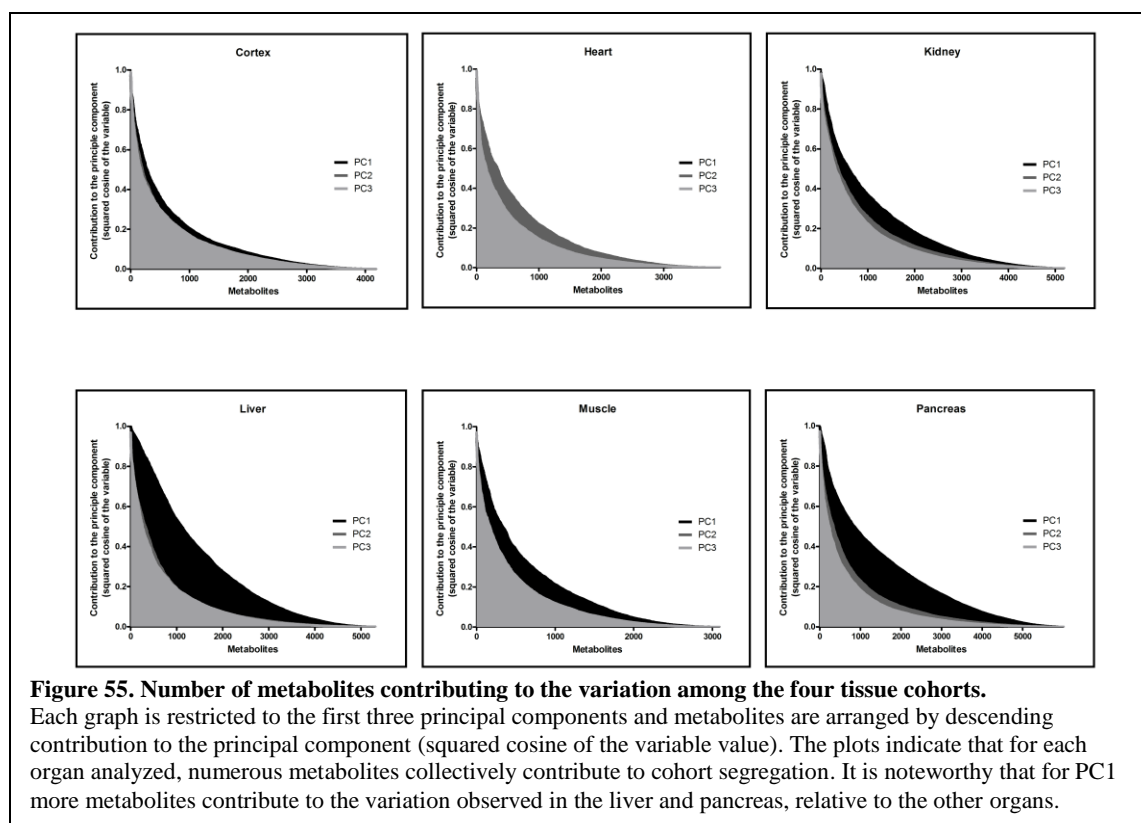 Cortex
Contribution to the principle component
(squared cosine of the variable)
1.0
0.8
0.6
0.4
0.2
0.0
0
1000
2000
3000
4000
Metabolites
PC1
PC2
PC3
Heart
Contribution to the principle component
(squared cosine of the variable)
1.0
0.8
0.6
0.4
0.2
0.0
0
1000
2000
3000
Metabolites
PC1
PC2
PC3
Kidney
Contribution to the principle component
(squared cosine of the variable)
1.0
0.8
0.6
0.4
0.2
0.0
0
1000
2000
3000
4000
5000
Metabolites
PC1
PC2
PC3
Liver
Contribution to the principle component
(squared cosine of the variable)
1.0
0.8
0.6
0.4
0.2
0.0
0
1000
2000
3000
4000
5000
Metabolites
PC1
PC2
PC3
Muscle
Contribution to the principle component
(squared cosine of the variable)
1.0
0.8
0.6
0.4
0.2
0.0
0
1000
2000
3000
Metabolites
PC1
PC2
PC3
Pancreas
Contribution to the principle component
(squared cosine of the variable)
1.0
0.8
0.6
0.4
0.2
0.0
0
1000
2000
3000
4000
5000
Metabolites
PC1
PC2
PC3
Figure 55. Number of metabolites contributing to the variation among the four tissue cohorts.
Each graph is restricted to the first three principal components and metabolites are arranged by descending
contribution to the principal component (squared cosine of the variable value). The plots indicate that for each
organ analyzed, numerous metabolites collectively contribute to cohort segregation. It is noteworthy that for PC1
more metabolites contribute to the variation observed in the liver and pancreas, relative to the other organs.